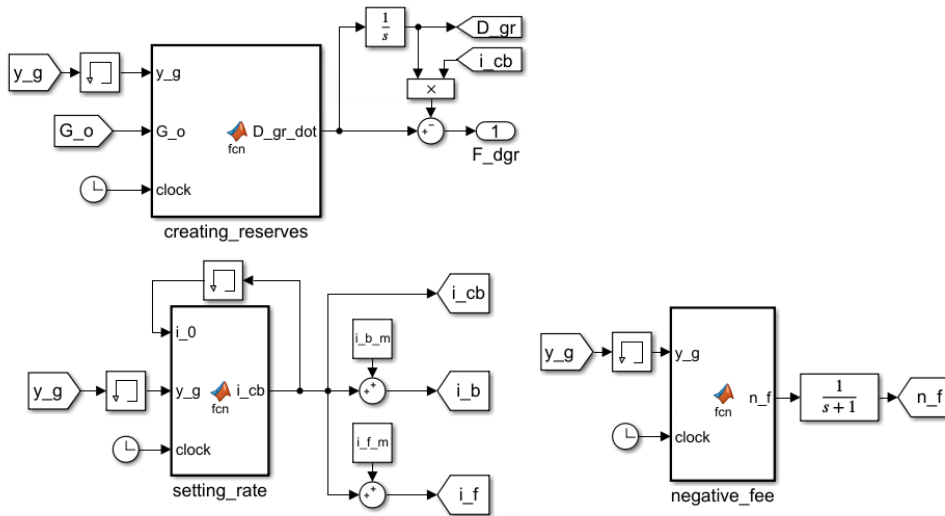 1
s
D_gr
i_cb
×
y_g
y_g
G_o
G_o
D_gr_dot
fcn
clock
+
−
1
F_dgr
creating_reserves
i_cb
i_0
i_b_m
y_g
y_g
i_cb
fcn
+
+
i_b
clock
i_f_m
+
+
i_f
setting_rate
y_g
y_g
fcn
n_f
1
s + 1
n_f
clock
negative_fee